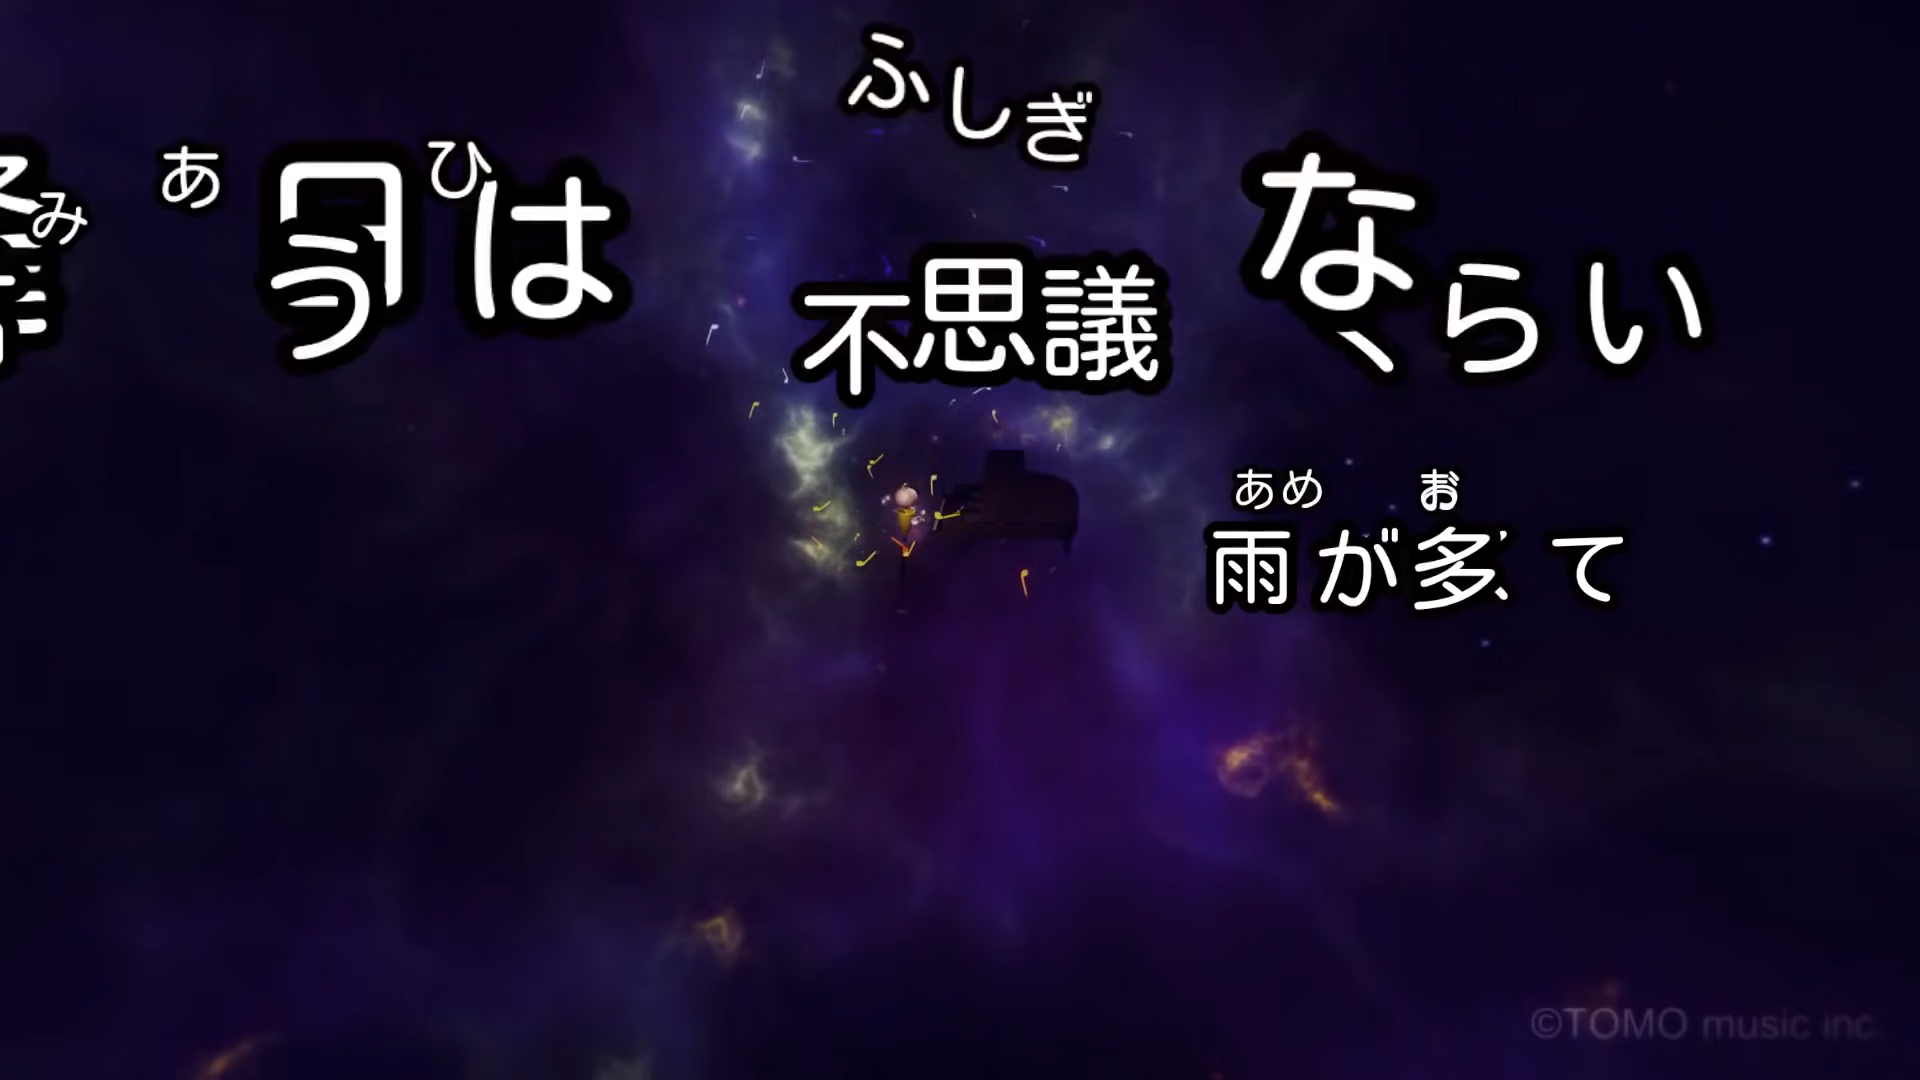 ふしぎ
み あ ひ
は 不思議 な らい
あめ お
雨が多 て
©TOMO music inc.